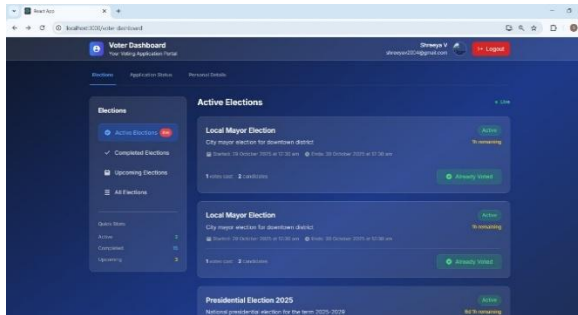 React App
localhost:3000/voter-dashboard
Voter Dashboard
Your Voting Application Portal
Shreeya V
Logout
Elections
Application Status
Personal Details
Elections
Active Elections
Completed Elections
Upcoming Elections
All Elections
Quick Stats
Active
Completed
Upcoming
Active Elections
Live
Local Mayor Election
Active
City mayor election for downtown district
1h remaining
1 votes cast 2 candidates
Already Voted
Local Mayor Election
Active
City mayor election for downtown district
1h remaining
1 votes cast 2 candidates
Already Voted
Presidential Election 2025
Active
National presidential election for the term 2025-2029